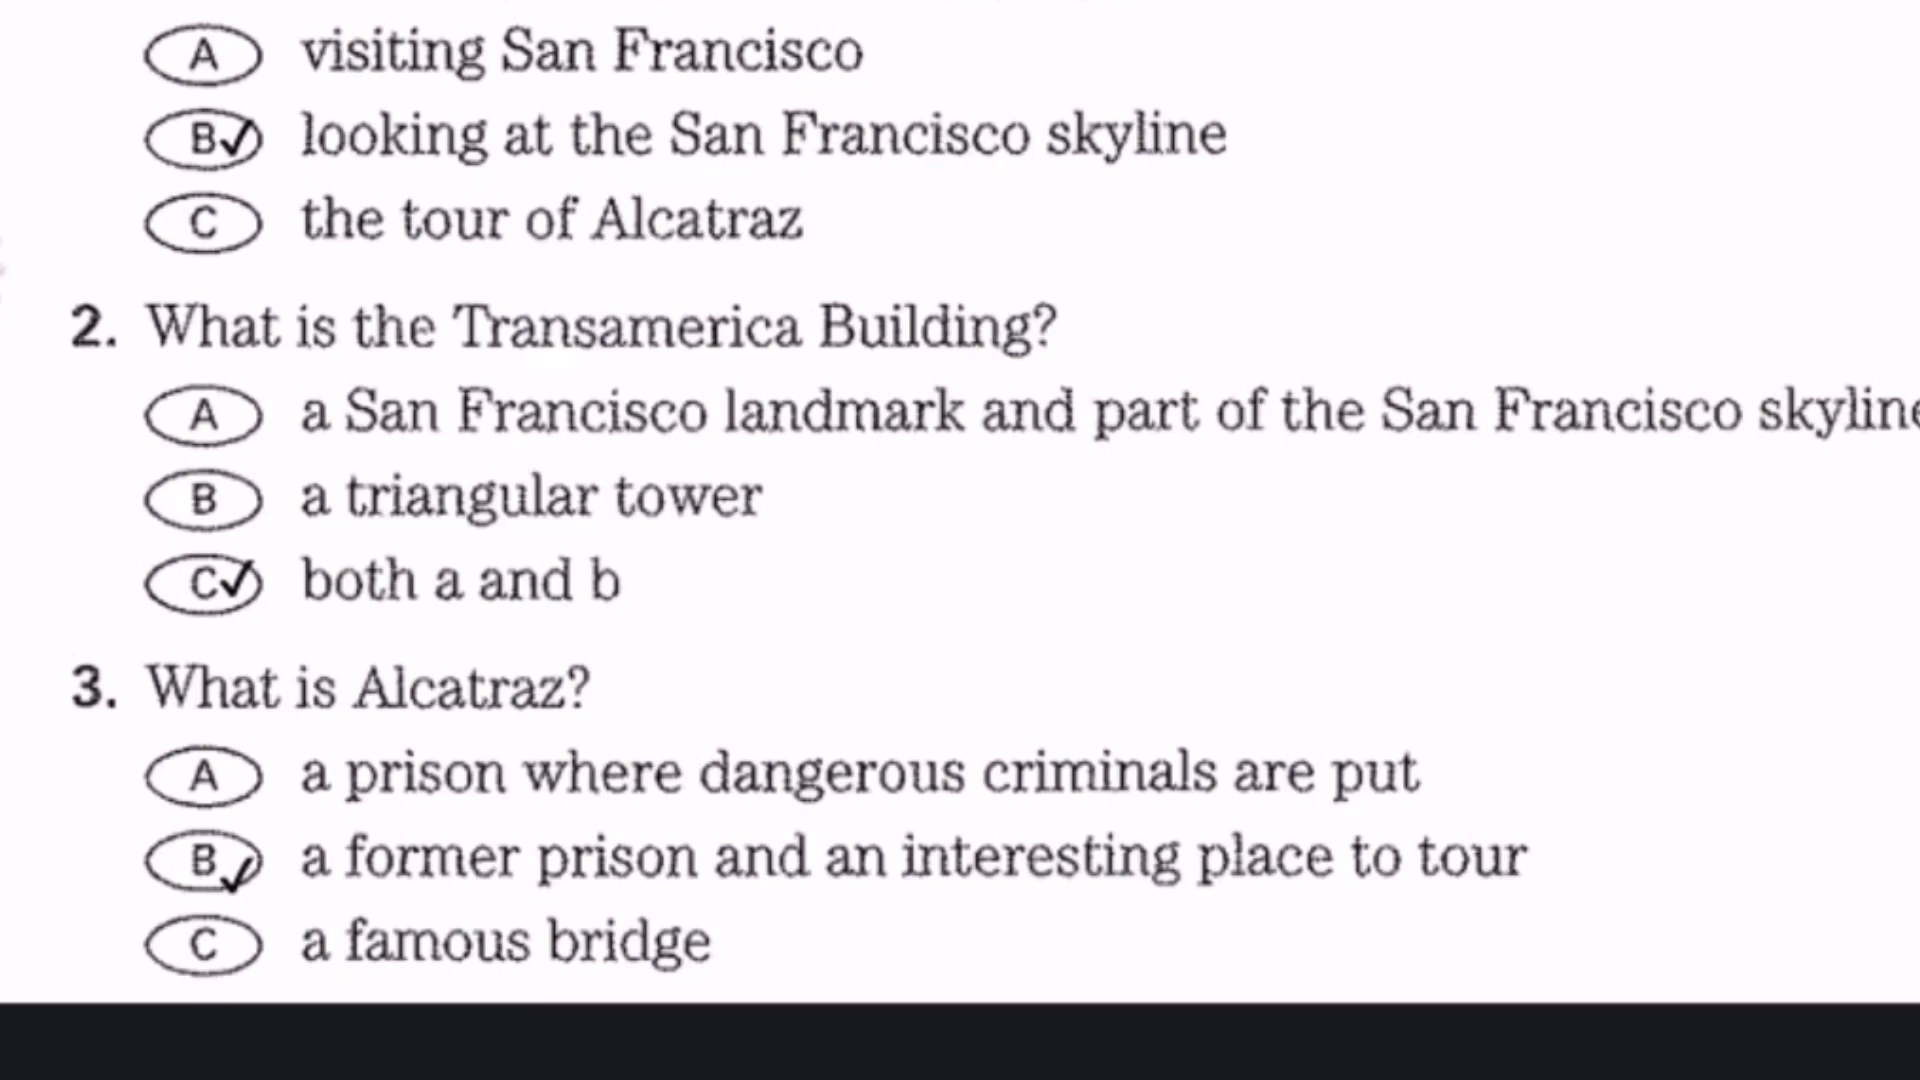 A visiting San Francisco
B✓ looking at the San Francisco skyline
C the tour of Alcatraz
2. What is the Transamerica Building?
A a San Francisco landmark and part of the San Francisco skyline
B a triangular tower
C✓ both a and b
3. What is Alcatraz?
A a prison where dangerous criminals are put
B✓ a former prison and an interesting place to tour
C a famous bridge